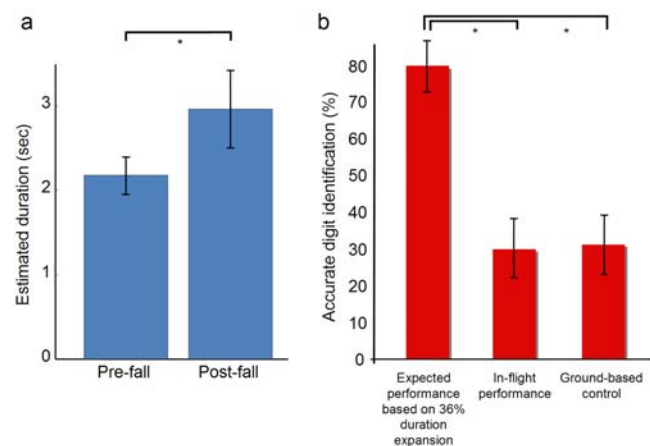 a
*
Estimated duration (sec)
3
2
1
0
Pre-fall
Post-fall
b
*
*
Accurate digit identification (%)
80
70
60
50
40
30
20
10
0
Expected
performance
based on 36%
duration
expansion
In-flight
performance
Ground-based
control